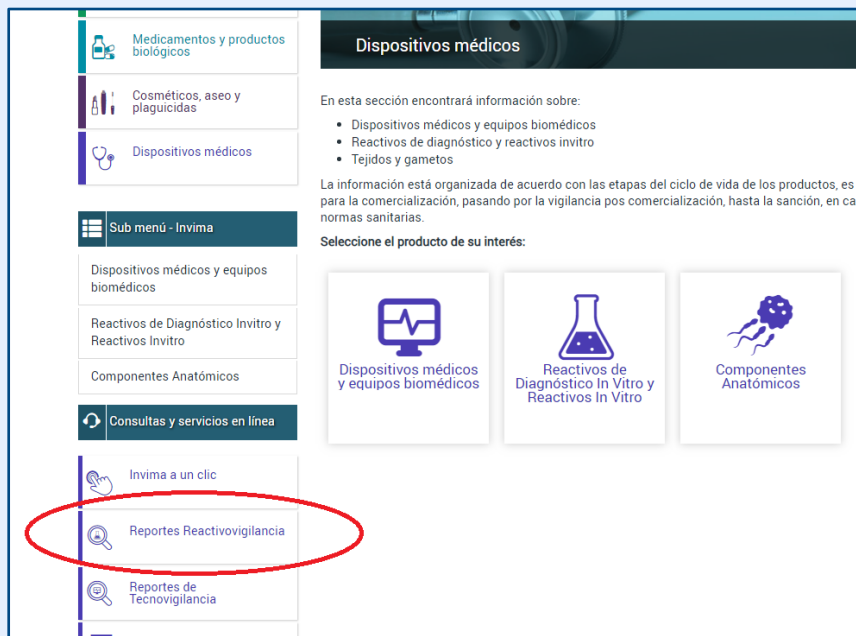 Medicamentos y productos
biológicos
Cosméticos, aseo y
plaguicidas
Dispositivos médicos
Sub menú - Invima
Dispositivos médicos y equipos
biomédicos
Reactivos de Diagnóstico Invitro y
Reactivos Invitro
Componentes Anatómicos
Consultas y servicios en línea
Invima a un clic
Reportes Reactivovigilancia
Reportes de
Tecnovigilancia
Dispositivos médicos
En esta sección encontrará información sobre:
Dispositivos médicos y equipos biomédicos
Reactivos de diagnóstico y reactivos invitro
Tejidos y gametos
La información está organizada de acuerdo con las etapas del ciclo de vida de los productos, es
para la comercialización, pasando por la vigilancia pos comercialización, hasta la sanción, en ca
normas sanitarias.
Seleccione el producto de su interés:
Dispositivos médicos
y equipos biomédicos
Reactivos de
Diagnóstico In Vitro y
Reactivos In Vitro
Componentes
Anatómicos